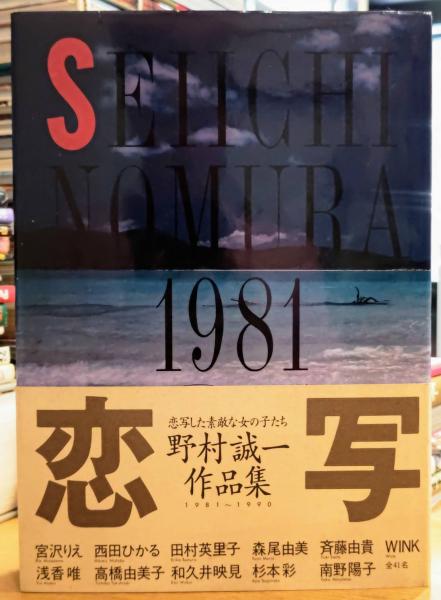 SEIICHI
NOMURA
1981
恋写
恋写した素敵な女の子たち
野村誠一
作品集
1981〜1990
宮沢りえ 西田ひかる 田村英里子 森尾由美 斉藤由貴 WINK
浅香唯 高橋由美子 和久井映見 杉本彩 南野陽子 全41名